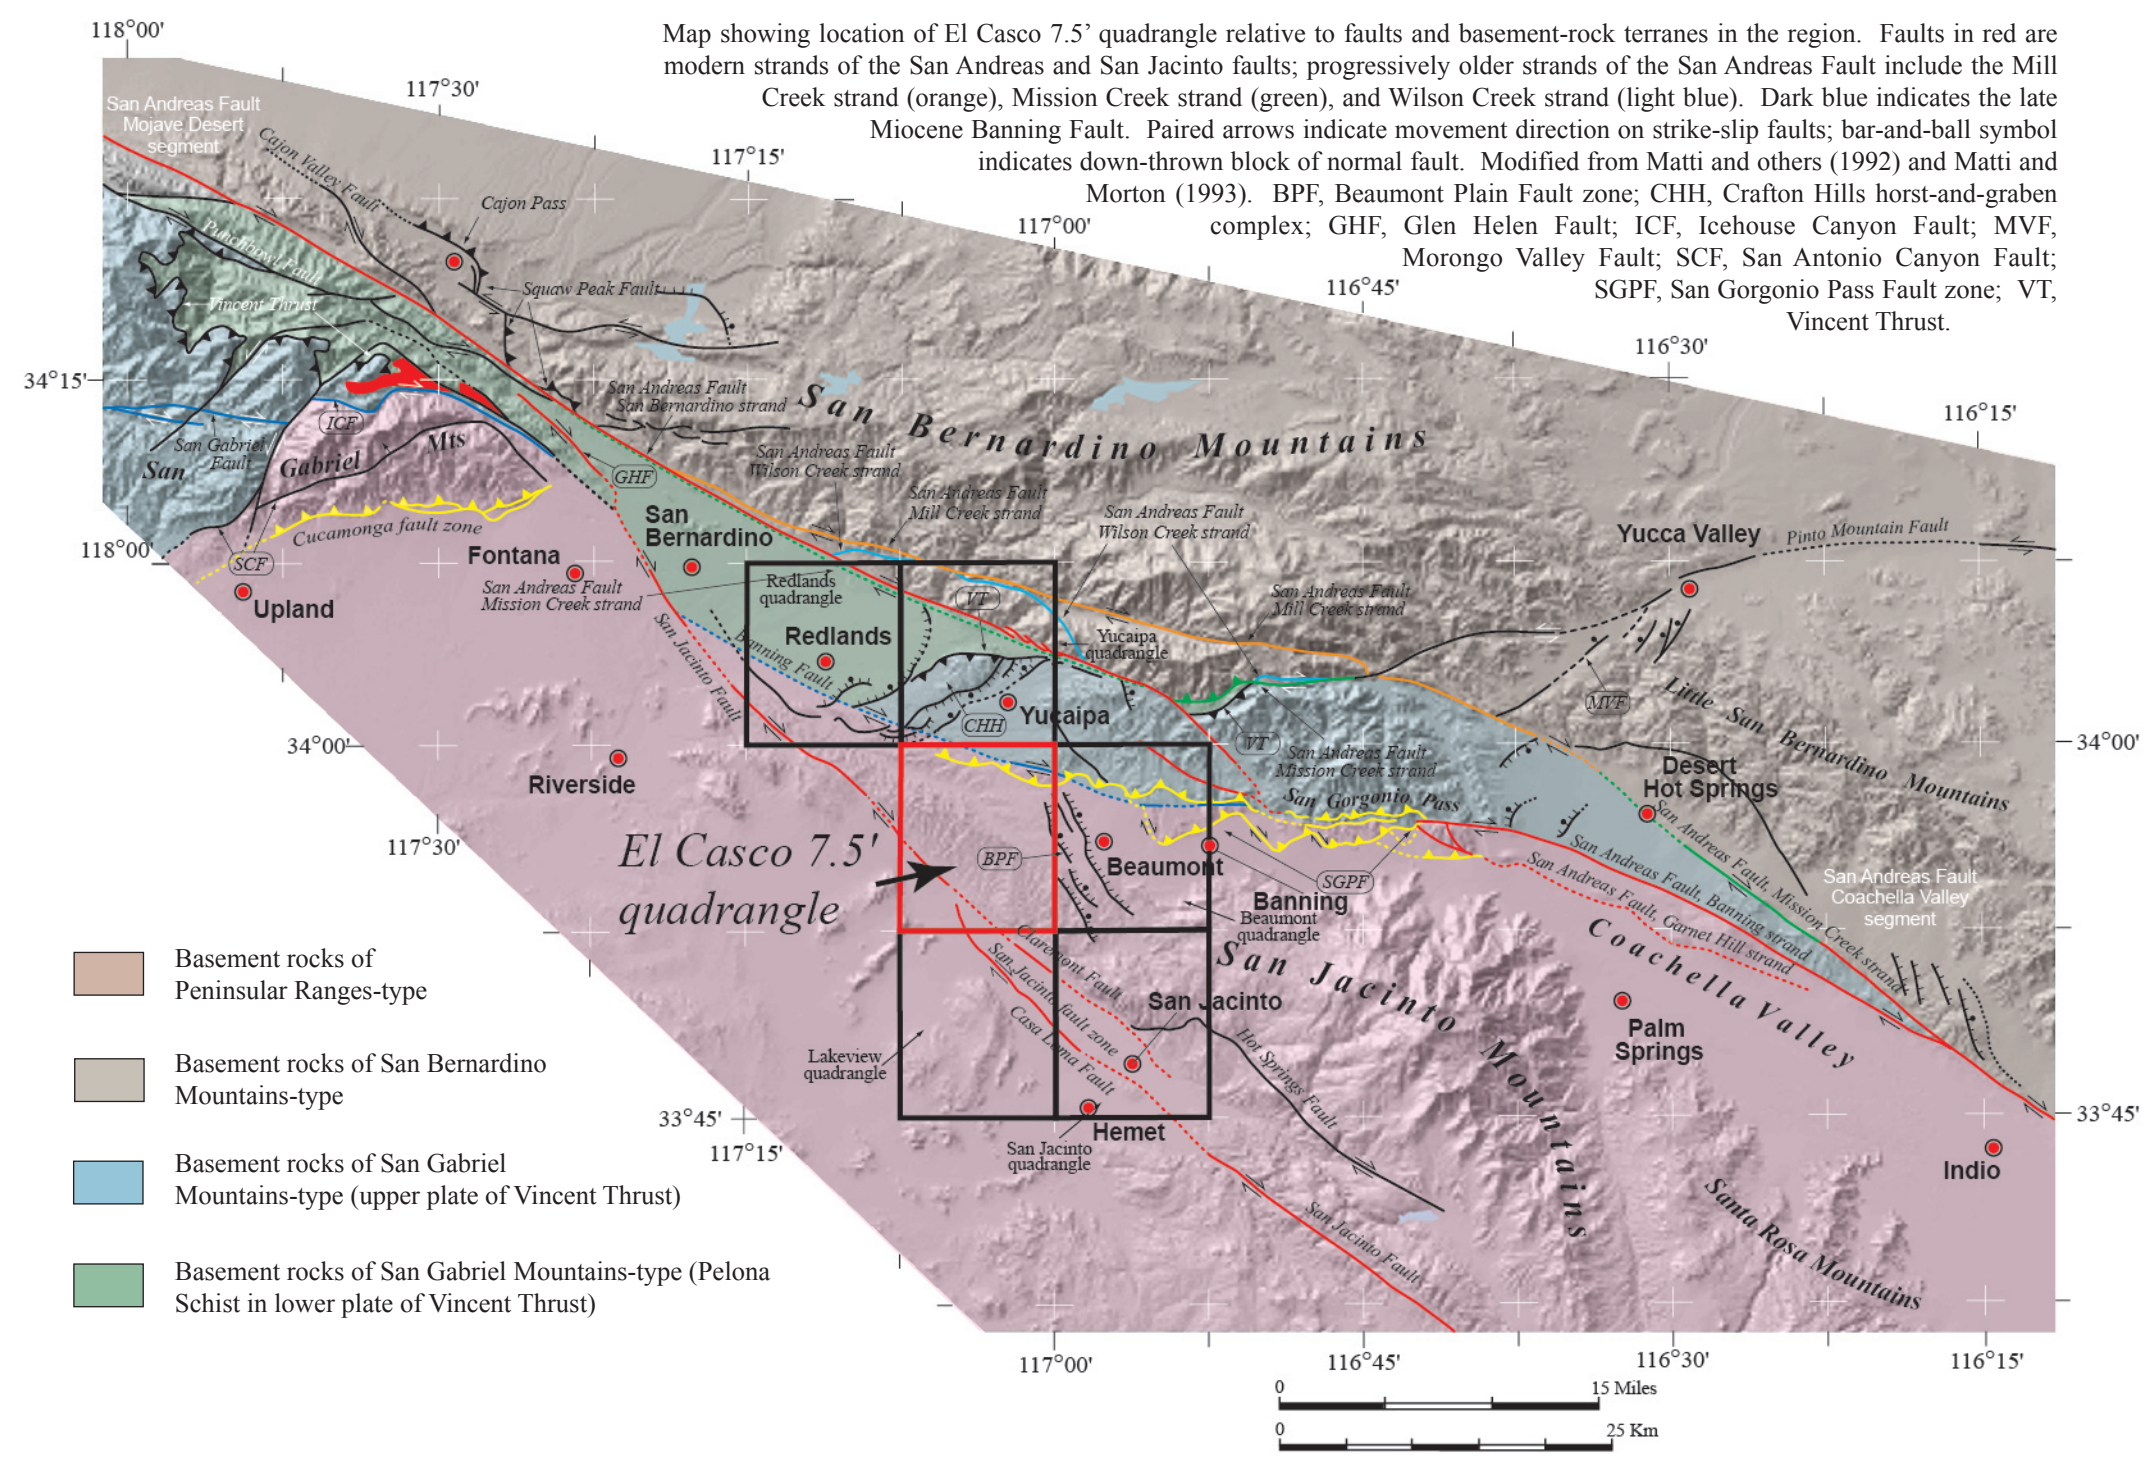 118°00'
Map showing location of El Casco 7.5’ quadrangle relative to faults and basement-rock terranes in the region. Faults in red are
modern strands of the San Andreas and San Jacinto faults; progressively older strands of the San Andreas Fault include the Mill
Creek strand (orange), Mission Creek strand (green), and Wilson Creek strand (light blue). Dark blue indicates the late
Miocene Banning Fault. Paired arrows indicate movement direction on strike-slip faults; bar-and-ball symbol
indicates down-thrown block of normal fault. Modified from Matti and others (1992) and Matti and
Morton (1993). BPF, Beaumont Plain Fault zone; CHH, Crafton Hills horst-and-graben
complex; GHF, Glen Helen Fault; ICF, Icehouse Canyon Fault; MVF,
Morongo Valley Fault; SCF, San Antonio Canyon Fault;
SGPF, San Gorgonio Pass Fault zone; VT,
Vincent Thrust.
117°30'
117°15'
117°00'
116°45'
116°30'
116°15'
San Andreas Fault
Mojave Desert
segment
Cajon Valley Fault
Cajon Pass
Punchbowl Fault
Vincent Thrust
Squaw Peak Fault
34°15'
San Andreas Fault
San Bernardino strand
San Bernardino Mountains
ICF
San Gabriel
Fault
San Gabriel Mts
GHF
San Andreas Fault
Wilson Creek strand
San Andreas Fault
Mill Creek strand
San Andreas Fault
Wilson Creek strand
Cucamonga fault zone
San
Bernardino
Yucca Valley
Pinto Mountain Fault
118°00'
SCF
Fontana
Upland
San Andreas Fault
Mission Creek strand
Redlands
quadrangle
VT
San Andreas Fault
Mill Creek strand
Redlands
Yucaipa
quadrangle
San Jacinto Fault
Banning Fault
CHH
Yucaipa
MVF
Little San Bernardino Mountains
34°00'
34°00'
VT
San Andreas Fault
Mission Creek strand
Riverside
San Gorgonio Pass
Desert
Hot Springs
117°30'
El Casco 7.5'
quadrangle
BPF
Beaumont
SGPF
Banning
Beaumont
quadrangle
San Andreas Fault, Mission Creek strand
San Andreas Fault, Banning strand
San Andreas Fault, Garnet Hill strand
San Andreas Fault
Coachella Valley
segment
Coachella Valley
Basement rocks of
Peninsular Ranges-type
Claremont Fault
San Jacinto fault zone
Casa Loma Fault
San Jacinto
San Jacinto Mountains
Hot Springs Fault
Palm
Springs
Lakeview
quadrangle
Basement rocks of San Bernardino
Mountains-type
33°45'
33°45'
117°15'
Hemet
San Jacinto
quadrangle
Indio
Basement rocks of San Gabriel
Mountains-type (upper plate of Vincent Thrust)
San Jacinto Fault
Santa Rosa Mountains
Basement rocks of San Gabriel Mountains-type (Pelona
Schist in lower plate of Vincent Thrust)
117°00'
116°45'
116°30'
116°15'
0
15 Miles
0
25 Km